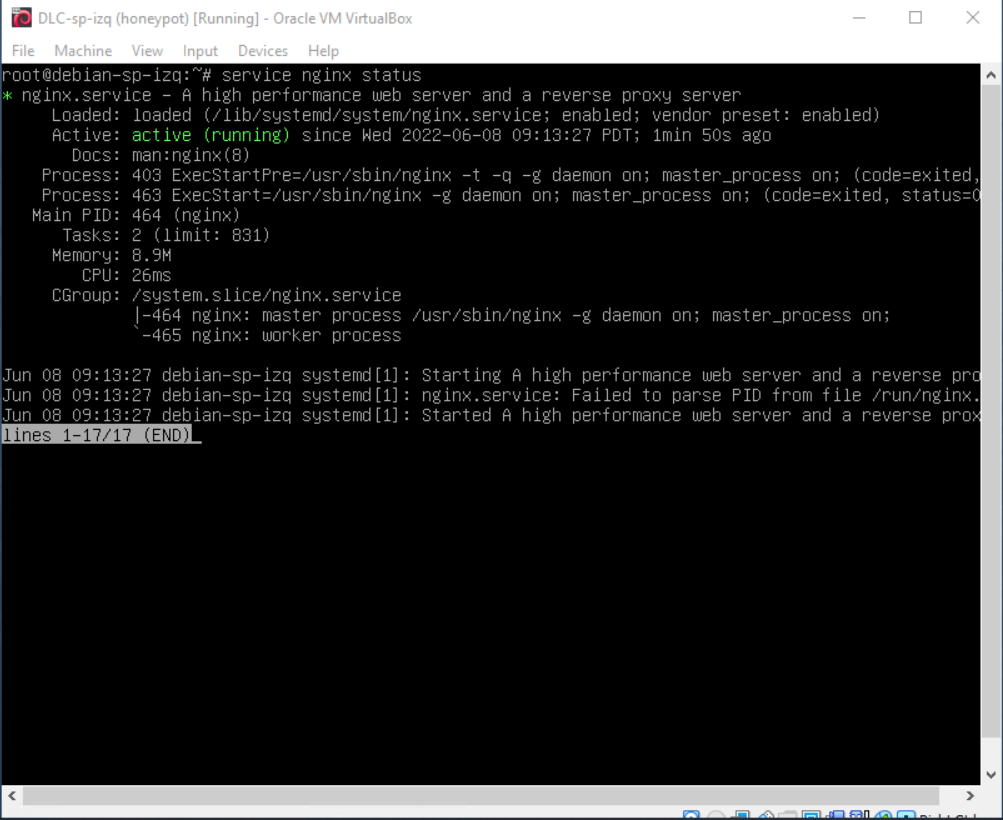 DLC-sp-izq (honeypot) [Running] - Oracle VM VirtualBox
File Machine View Input Devices Help
root@debian-sp-izq:~# service nginx status
* nginx.service - A high performance web server and a reverse proxy server
Loaded: loaded (/lib/systemd/system/nginx.service; enabled; vendor preset: enabled)
Active: active (running) since Wed 2022-06-08 09:13:27 PDT; 1min 50s ago
Docs: man:nginx(8)
Process: 403 ExecStartPre=/usr/sbin/nginx -t -q -g daemon on; master_process on; (code=exited,
Process: 463 ExecStart=/usr/sbin/nginx -g daemon on; master_process on; (code=exited, status=0
Main PID: 464 (nginx)
Tasks: 2 (limit: 831)
Memory: 8.9M
CPU: 26ms
CGroup: /system.slice/nginx.service
|-464 nginx: master process /usr/sbin/nginx -g daemon on; master_process on;
`-465 nginx: worker process
Jun 08 09:13:27 debian-sp-izq systemd[1]: Starting A high performance web server and a reverse pro
Jun 08 09:13:27 debian-sp-izq systemd[1]: nginx.service: Failed to parse PID from file /run/nginx.
Jun 08 09:13:27 debian-sp-izq systemd[1]: Started A high performance web server and a reverse prox
lines 1-17/17 (END)